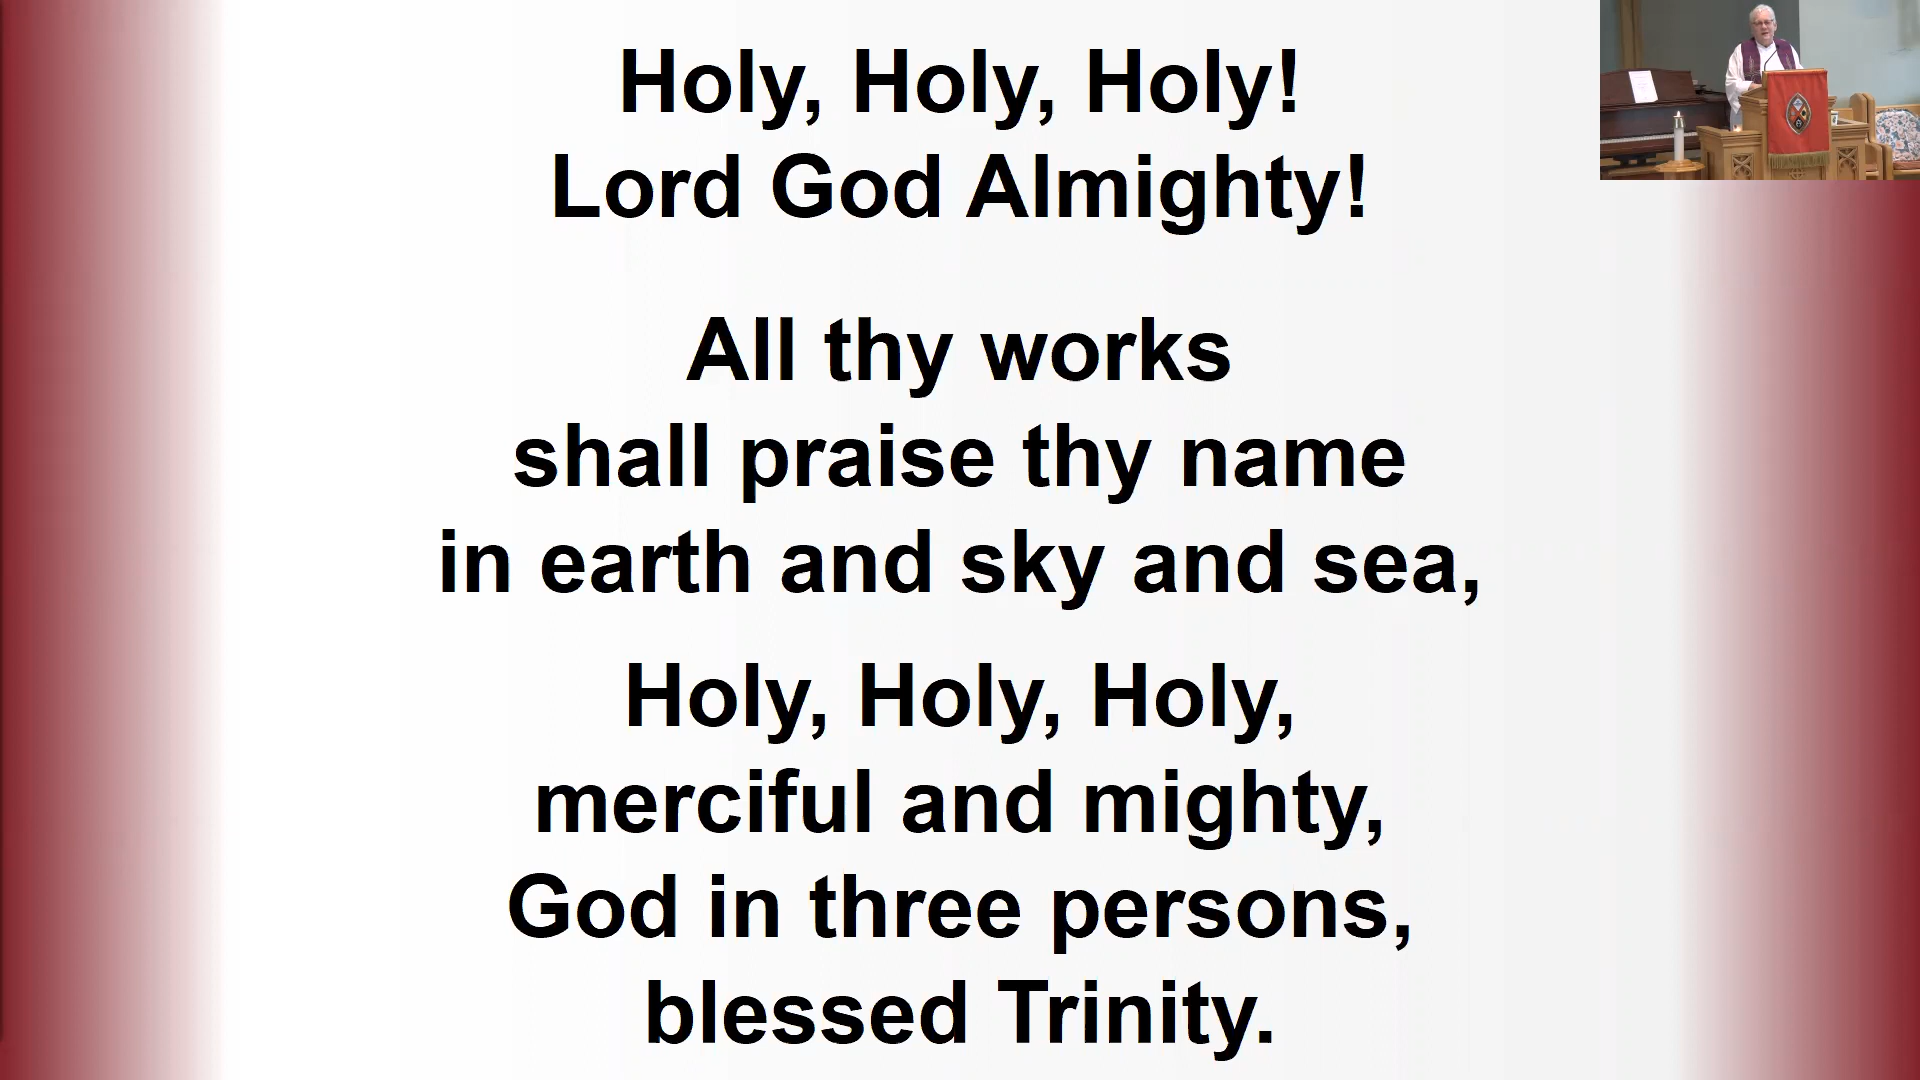 Holy, Holy, Holy!
Lord God Almighty!
All thy works
shall praise thy name
in earth and sky and sea,
Holy, Holy, Holy,
merciful and mighty,
God in three persons,
blessed Trinity.